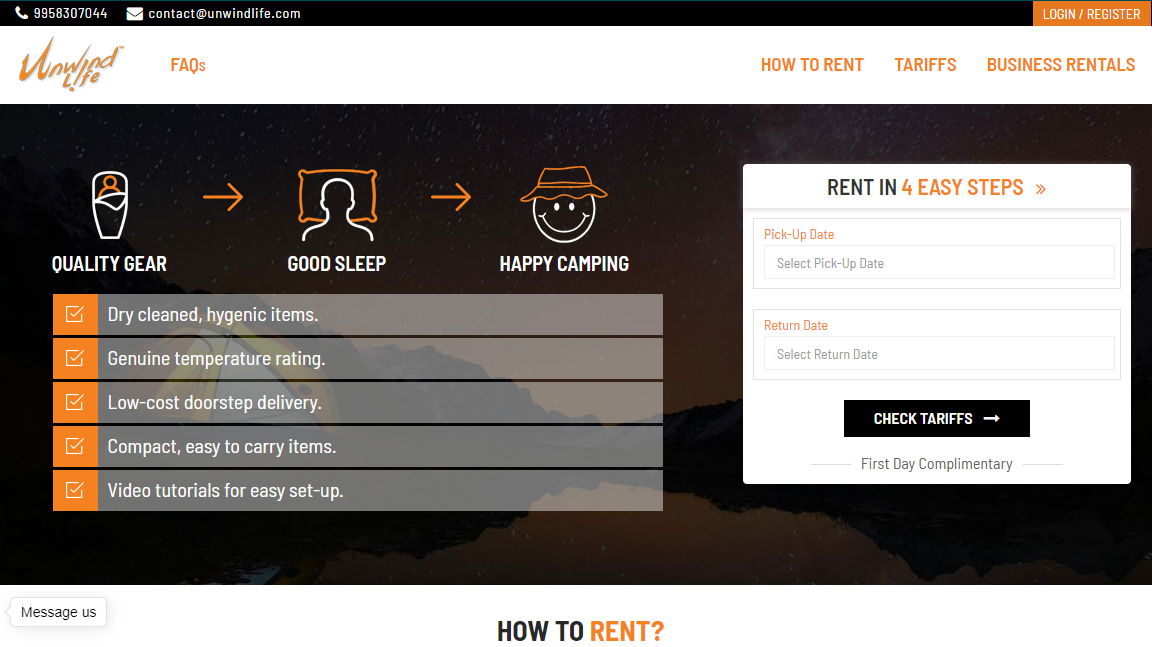 9958307044 contact@unwindlife.com LOGIN / REGISTER
Unwind Life™ FAQs HOW TO RENT TARIFFS BUSINESS RENTALS
QUALITY GEAR GOOD SLEEP HAPPY CAMPING
Dry cleaned, hygenic items.
Genuine temperature rating.
Low-cost doorstep delivery.
Compact, easy to carry items.
Video tutorials for easy set-up.
RENT IN 4 EASY STEPS »
Pick-Up Date
Select Pick-Up Date
Return Date
Select Return Date
CHECK TARIFFS
First Day Complimentary
Message us
HOW TO RENT?